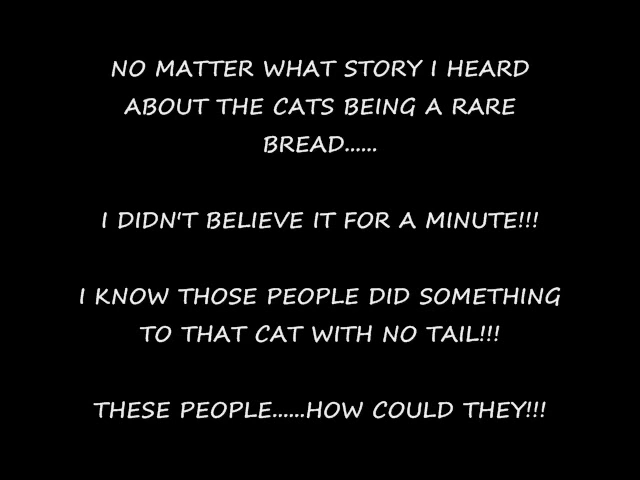 NO MATTER WHAT STORY I HEARD
ABOUT THE CATS BEING A RARE
BREAD......
I DIDN'T BELIEVE IT FOR A MINUTE!!!
I KNOW THOSE PEOPLE DID SOMETHING
TO THAT CAT WITH NO TAIL!!!
THESE PEOPLE......HOW COULD THEY!!!